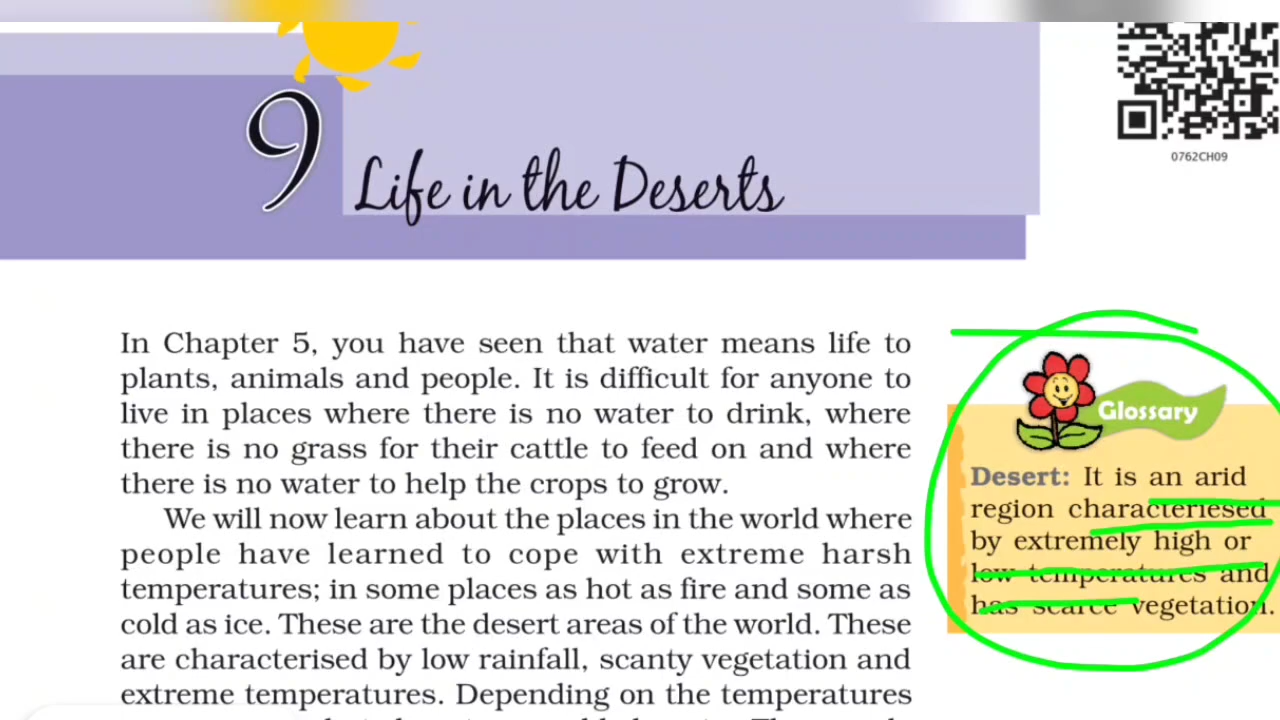 0762CH09
9 Life in the Deserts
In Chapter 5, you have seen that water means life to
plants, animals and people. It is difficult for anyone to
live in places where there is no water to drink, where
there is no grass for their cattle to feed on and where
there is no water to help the crops to grow.
We will now learn about the places in the world where
people have learned to cope with extreme harsh
temperatures; in some places as hot as fire and some as
cold as ice. These are the desert areas of the world. These
are characterised by low rainfall, scanty vegetation and
extreme temperatures. Depending on the temperatures
Glossary
Desert: It is an arid
region characteriesed
by extremely high or
low temperatures and
has scarce vegetation.